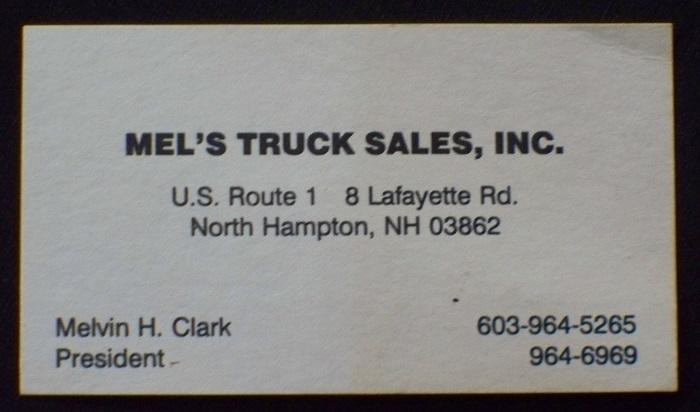 MEL'S TRUCK SALES, INC.
U.S. Route 1 8 Lafayette Rd.
North Hampton, NH 03862
Melvin H. Clark 603-964-5265
President 964-6969